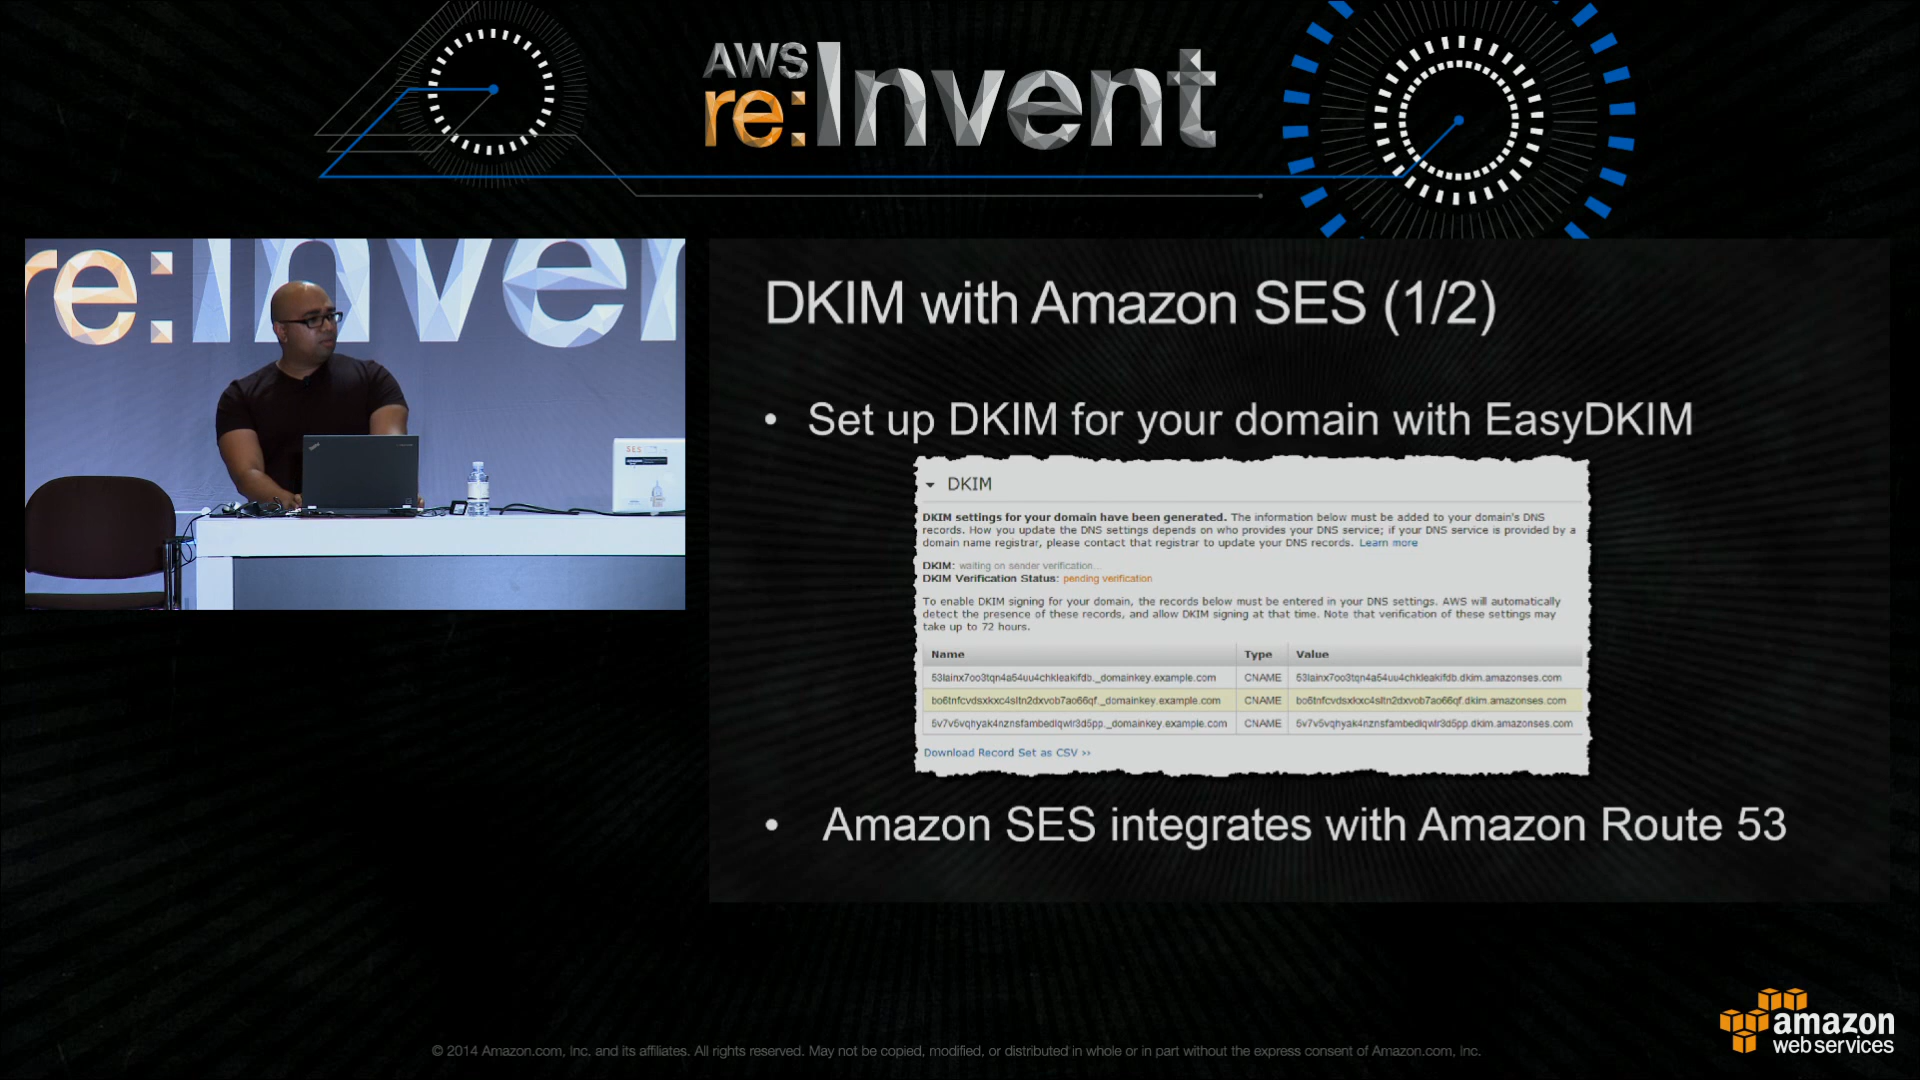 AWS
re:Invent
re:Inven
SES
DKIM with Amazon SES (1/2)
• Set up DKIM for your domain with EasyDKIM
DKIM
DKIM settings for your domain have been generated. The information below must be added to your domain's DNS
records. How you update the DNS settings depends on who provides your DNS service; if your DNS service is provided by a
domain name registrar, please contact that registrar to update your DNS records. Learn more
DKIM: waiting on sender verification...
DKIM Verification Status: pending verification
To enable DKIM signing for your domain, the records below must be entered in your DNS settings. AWS will automatically
detect the presence of these records, and allow DKIM signing at that time. Note that verification of these settings may
take up to 72 hours.
Name Type Value
CNAME
CNAME
CNAME
Download Record Set as CSV >>
• Amazon SES integrates with Amazon Route 53
amazon
web services
© 2014 Amazon.com, Inc. and its affiliates. All rights reserved. May not be copied, modified, or distributed in whole or in part without the express consent of Amazon.com, Inc.